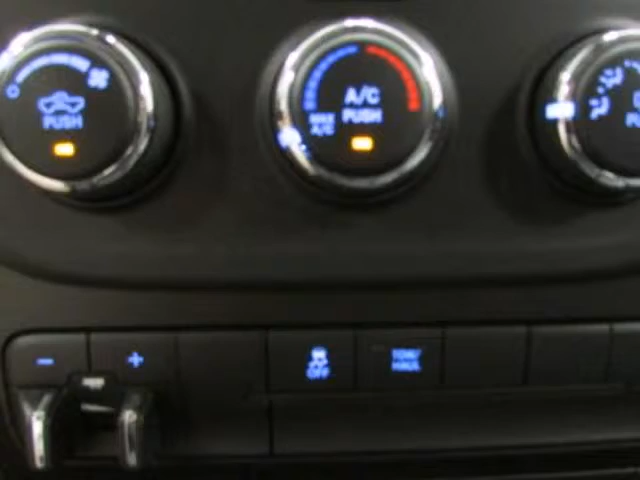 PUSH
A/C
PUSH
MAX
A/C
OFF
TOW/
HAUL
- +